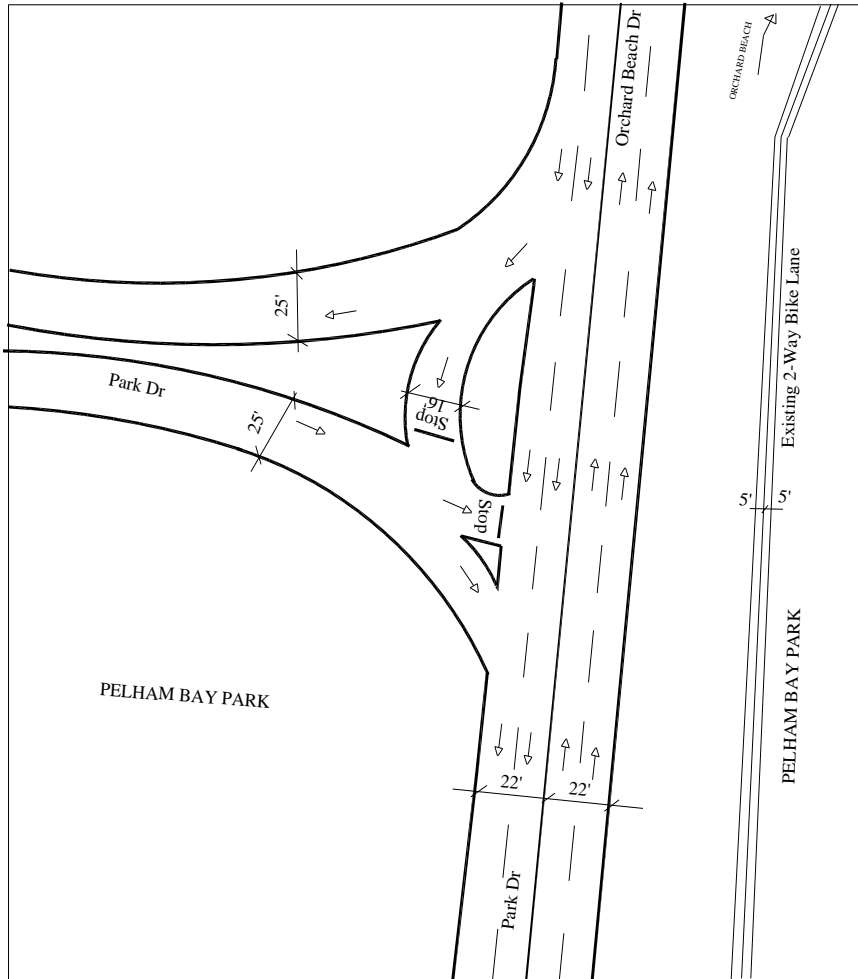 Orchard Beach Dr
ORCHARD BEACH
25'
Existing 2-Way Bike Lane
Park Dr
16'
Stop
25'
5' 5'
Stop
PELHAM BAY PARK
PELHAM BAY PARK
22' 22'
Park Dr